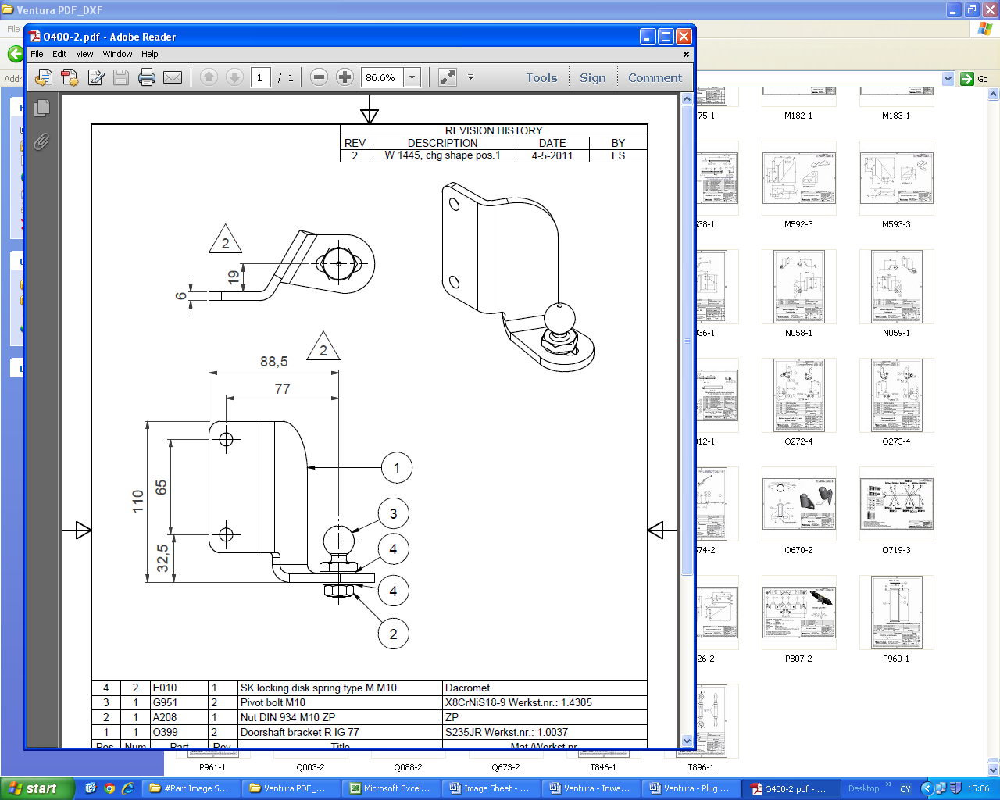 Ventura PDF_DXF
File
Addre
O400-2.pdf - Adobe Reader
File Edit View Window Help
1 / 1 86.6% Tools Sign Comment
Go
REVISION HISTORY
REV DESCRIPTION DATE BY
2 W 1445, chg shape pos.1 4-5-2011 ES
2
19
6
2
88,5
77
110
65
32,5
1
3
4
4
2
4 2 E010 1 SK locking disk spring type M M10 Dacromet
3 1 G951 2 Pivot bolt M10 X8CrNiS18-9 Werkst.nr.: 1.4305
2 1 A208 1 Nut DIN 934 M10 ZP ZP
1 1 O399 2 Doorshaft bracket R IG 77 S235JR Werkst.nr.: 1.0037
Pos Num Part Rev Title Mat./Werkst.nr.
75-1 M182-1 M183-1
538-1 M592-3 M593-3
036-1 N058-1 N059-1
012-1 O272-4 O273-4
574-2 O670-2 O719-3
26-2 P807-2 P960-1
P961-1 Q003-2 Q088-2 Q673-2 T846-1 T896-1
start #Part Image S... Ventura PDF_... Microsoft Excel... Image Sheet - ... Ventura - Inwa... Ventura - Plug ... O400-2.pdf - ... Desktop CY 15:06